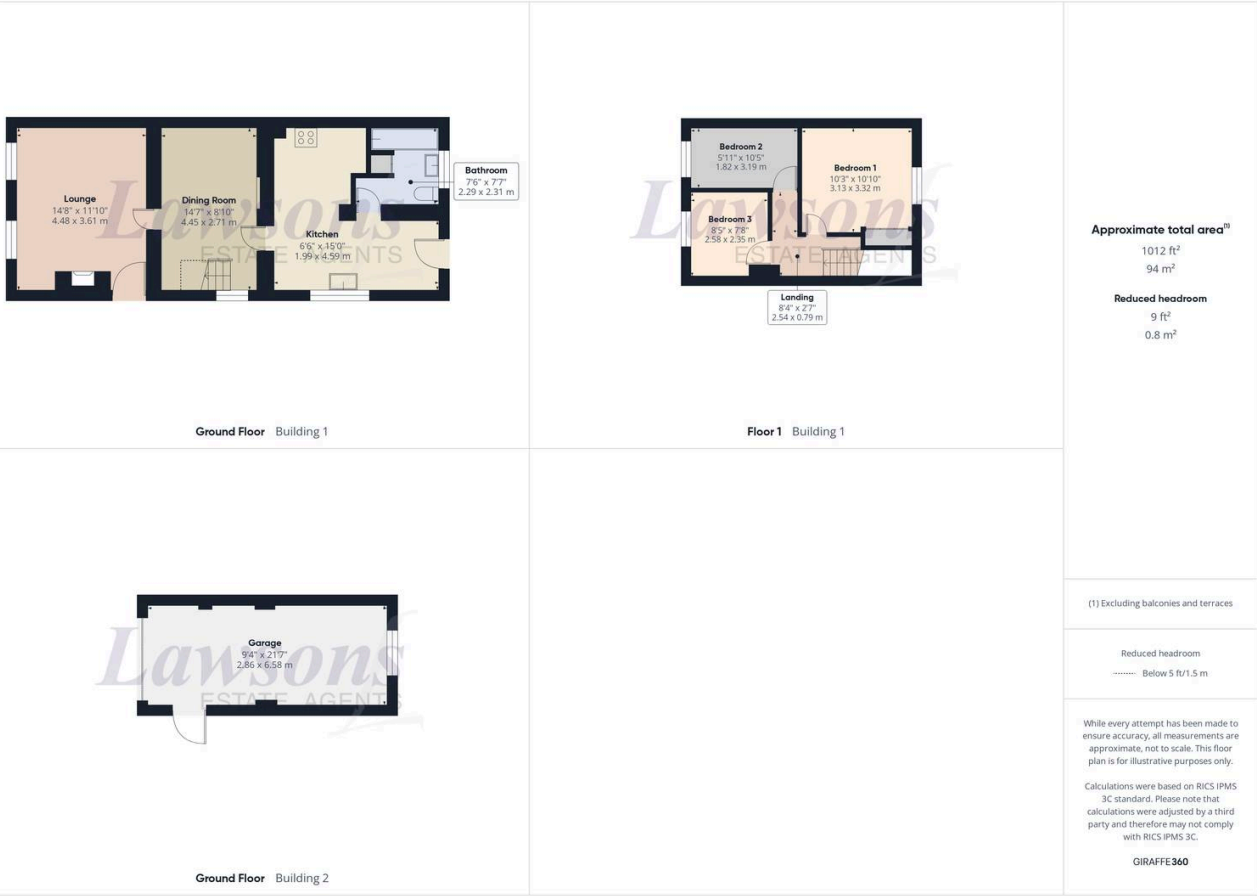 Lounge
14'8" x 11'10"
4.48 x 3.61 m
Dining Room
14'7" x 8'10"
4.45 x 2.71 m
Kitchen
6'6" x 15'0"
1.99 x 4.59 m
Bathroom
7'6" x 7'7"
2.29 x 2.31 m
Lawsons
ESTATE AGENTS
Ground Floor Building 1
Bedroom 2
5'11" x 10'5"
1.82 x 3.19 m
Bedroom 1
10'3" x 10'10"
3.13 x 3.32 m
Bedroom 3
8'5" x 7'8"
2.58 x 2.35 m
Landing
8'4" x 2'7"
2.54 x 0.79 m
Lawsons
ESTATE AGENTS
Floor 1 Building 1
Garage
9'4" x 21'7"
2.86 x 6.58 m
Lawsons
ESTATE AGENTS
Ground Floor Building 2
Approximate total area(1)
1012 ft²
94 m²
Reduced headroom
9 ft²
0.8 m²
(1) Excluding balconies and terraces
Reduced headroom
Below 5 ft/1.5 m
While every attempt has been made to
ensure accuracy, all measurements are
approximate, not to scale. This floor
plan is for illustrative purposes only.
Calculations were based on RICS IPMS
3C standard. Please note that
calculations were adjusted by a third
party and therefore may not comply
with RICS IPMS 3C.
GIRAFFE360